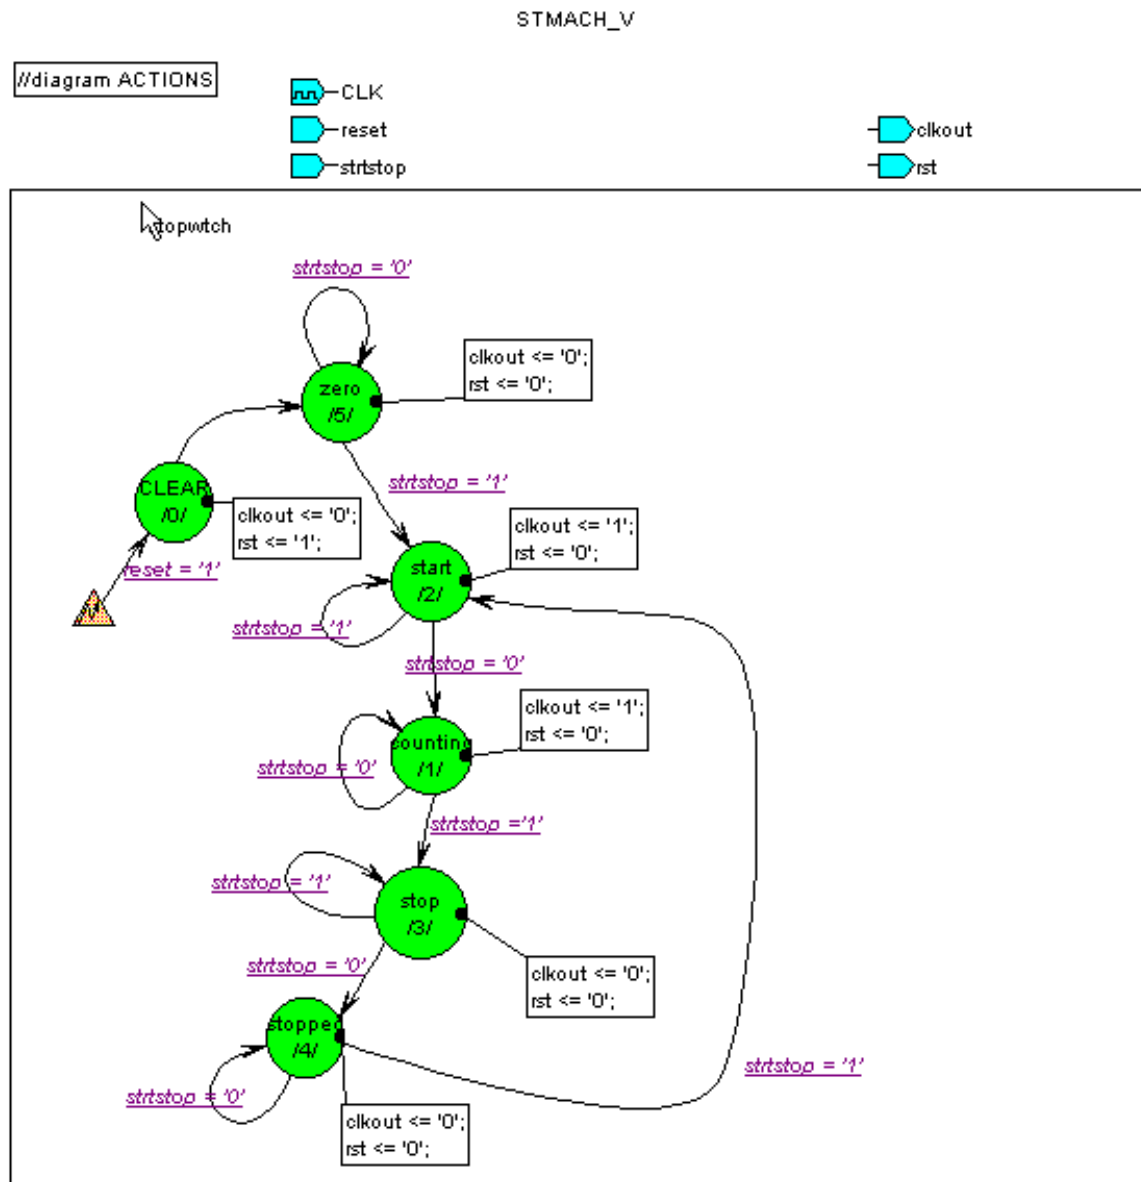 STMACH_V
//diagram ACTIONS
CLK
reset
strtstop
clkout
rst
topwtch
strtstop = '0'
clkout <= '0';
rst <= '0';
zero
/5/
strtstop = '1'
CLEAR
/0/
clkout <= '0';
rst <= '1';
reset = '1'
clkout <= '1';
rst <= '0';
start
/2/
strtstop = '1'
strtstop = '0'
clkout <= '1';
rst <= '0';
counting
/1/
strtstop = '0'
strtstop ='1'
strtstop = '1'
stop
/3/
strtstop = '0'
clkout <= '0';
rst <= '0';
stopped
/4/
strtstop = '1'
strtstop = '0'
clkout <= '0';
rst <= '0';